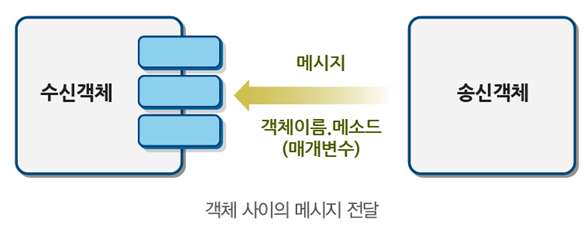 수신객체
메시지
객체이름.메소드
(매개변수)
송신객체
객체 사이의 메시지 전달